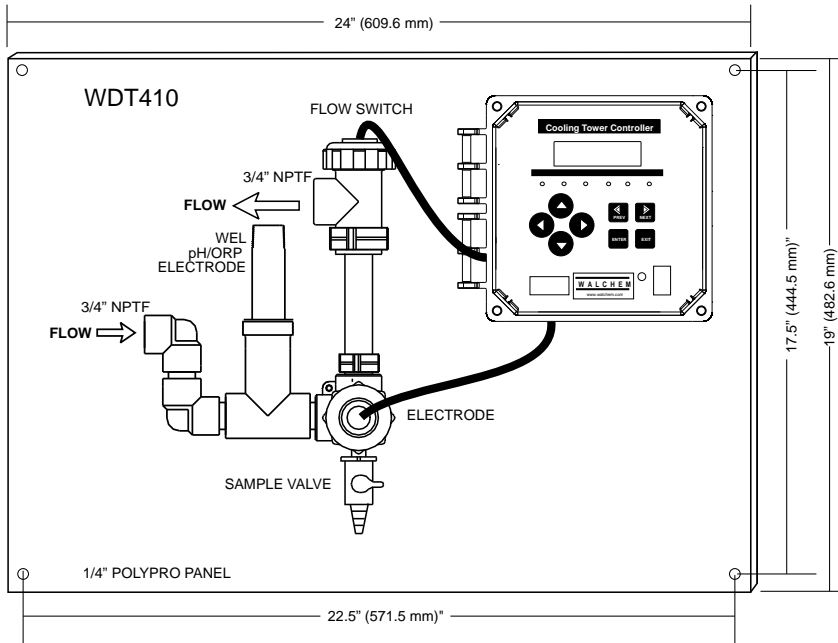 24” (609.6 mm)
WDT410
FLOW SWITCH
Cooling Tower Controller
3/4” NPTF
FLOW
WEL
pH/ORP
ELECTRODE
PREV
NEXT
ENTER
EXIT
WALCHEM
www.walchem.com
3/4” NPTF
FLOW
ELECTRODE
SAMPLE VALVE
1/4” POLYPRO PANEL
17.5” (444.5 mm)"
19” (482.6 mm)
22.5” (571.5 mm)"